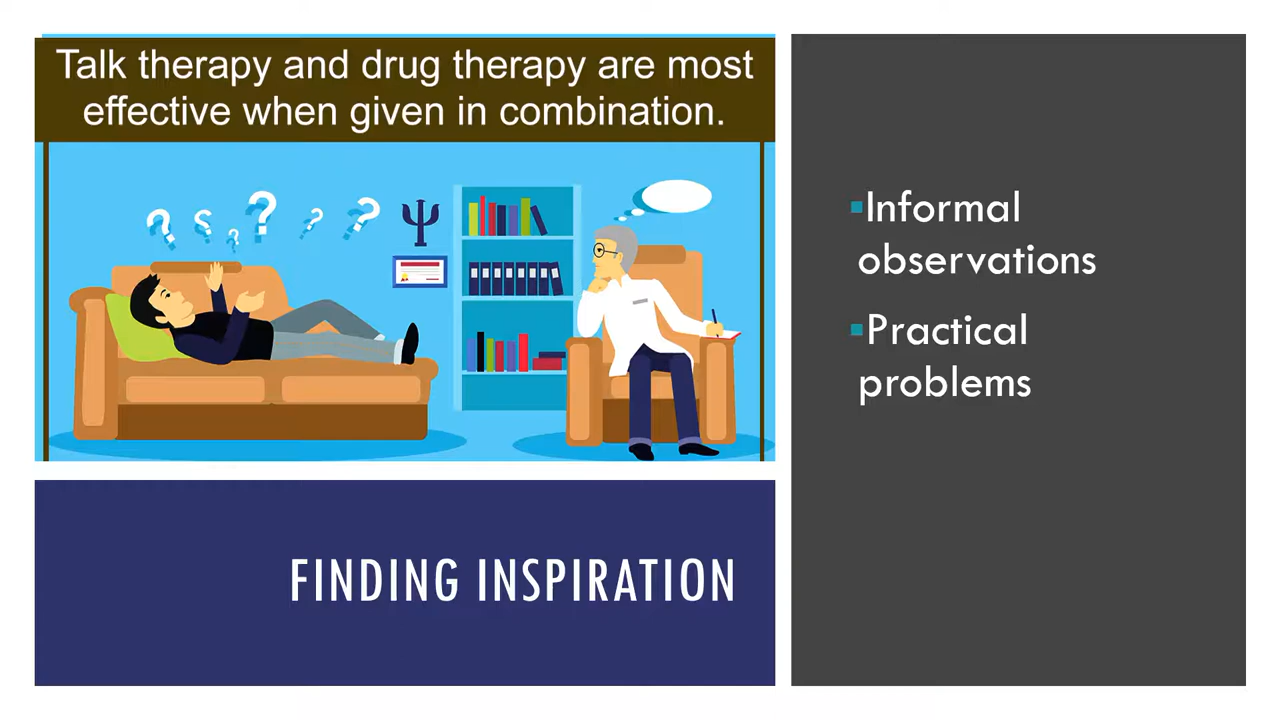 Talk therapy and drug therapy are most
effective when given in combination.
? ? ? ? ? ?
Ψ
FINDING INSPIRATION
▪Informal
observations
▪Practical
problems